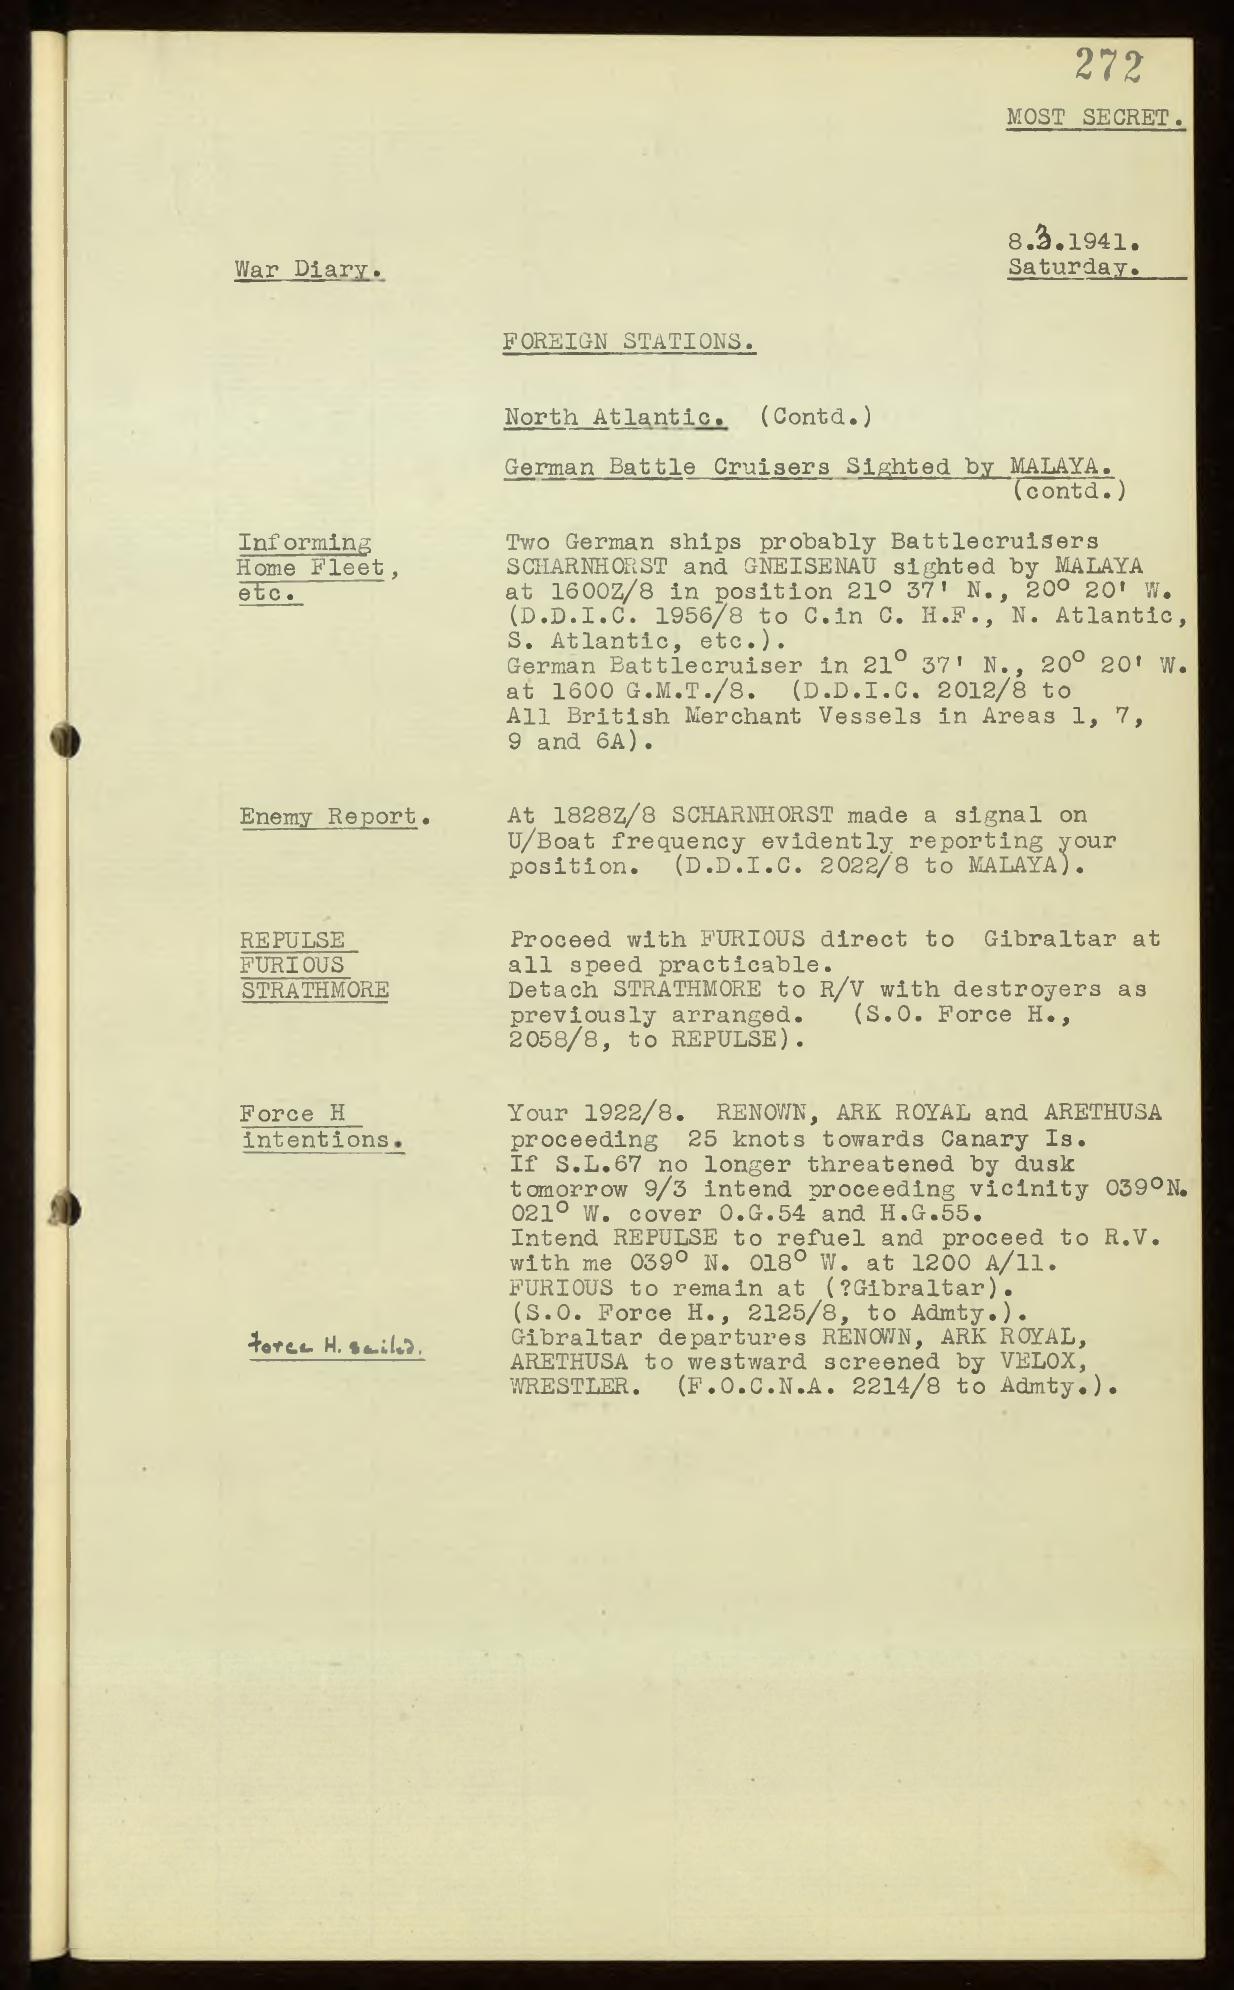 272
MOST SECRET.
8.3.1941.
War Diary.
Saturday.
FOREIGN STATIONS.
North Atlantic. (Contd.)
German Battle Cruisers Sighted by MALAYA.
(contd.)
Informing
Home Fleet,
etc.
Two German ships probably Battlecruisers
SCHARNHORST and GNEISENAU sighted by MALAYA
at 1600Z/8 in position 21° 37' N., 20° 20' W.
(D.D.I.C. 1956/8 to C.in C. H.F., N. Atlantic,
S. Atlantic, etc.).
German Battlecruiser in 21° 37' N., 20° 20' W.
at 1600 G.M.T./8. (D.D.I.C. 2012/8 to
All British Merchant Vessels in Areas 1, 7,
9 and 6A).
Enemy Report.
At 1828Z/8 SCHARNHORST made a signal on
U/Boat frequency evidently reporting your
position. (D.D.I.C. 2022/8 to MALAYA).
REPULSE
FURIOUS
STRATHMORE
Proceed with FURIOUS direct to Gibraltar at
all speed practicable.
Detach STRATHMORE to R/V with destroyers as
previously arranged. (S.O. Force H.,
2058/8, to REPULSE).
Force H
intentions.
Your 1922/8. RENOWN, ARK ROYAL and ARETHUSA
proceeding 25 knots towards Canary Is.
If S.L.67 no longer threatened by dusk
tomorrow 9/3 intend proceeding vicinity 039°N.
021° W. cover O.G.54 and H.G.55.
Intend REPULSE to refuel and proceed to R.V.
with me 039° N. 018° W. at 1200 A/11.
FURIOUS to remain at (?Gibraltar).
(S.O. Force H., 2125/8, to Admty.).
Force H. sailed.
Gibraltar departures RENOWN, ARK ROYAL,
ARETHUSA to westward screened by VELOX,
WRESTLER. (F.O.C.N.A. 2214/8 to Admty.).